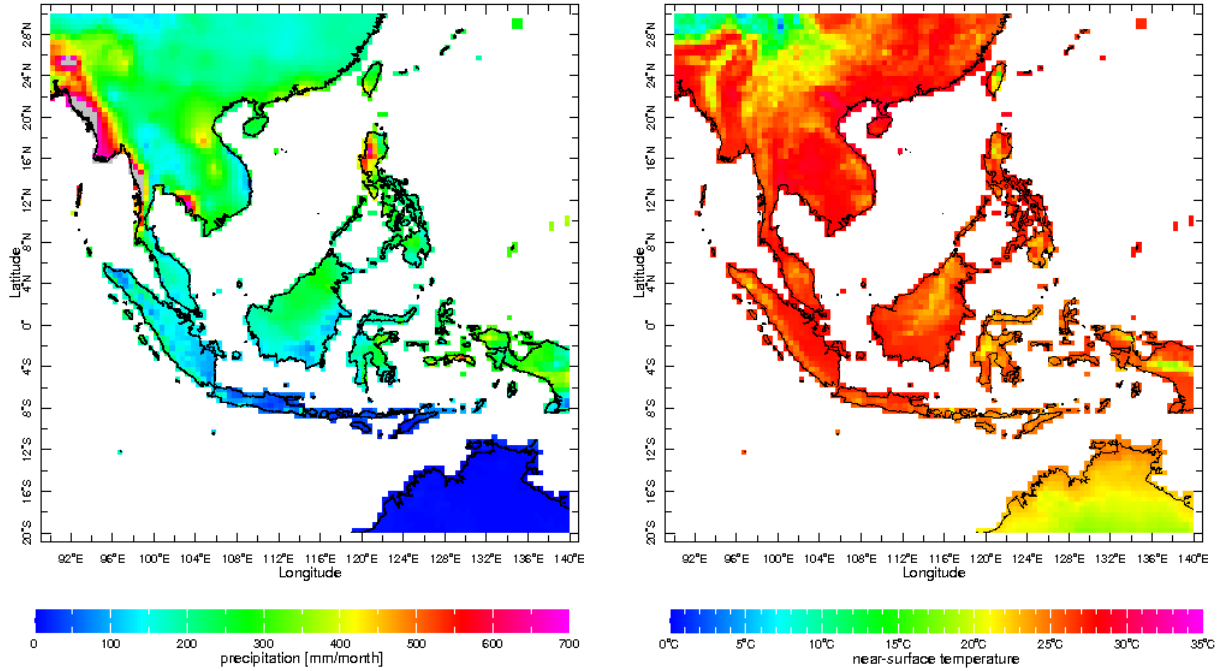 28°N
24°N
20°N
16°N
12°N
8°N
4°N
0°
4°S
8°S
12°S
16°S
20°S
Latitude
92°E 96°E 100°E 104°E 108°E 112°E 116°E 120°E 124°E 128°E 132°E 136°E 140°E
Longitude
0 100 200 300 400 500 600 700
precipitation [mm/month]
28°N
24°N
20°N
16°N
12°N
8°N
4°N
0°
4°S
8°S
12°S
16°S
20°S
Latitude
92°E 96°E 100°E 104°E 108°E 112°E 116°E 120°E 124°E 128°E 132°E 136°E 140°E
Longitude
0°C 5°C 10°C 15°C 20°C 25°C 30°C 35°C
near-surface temperature